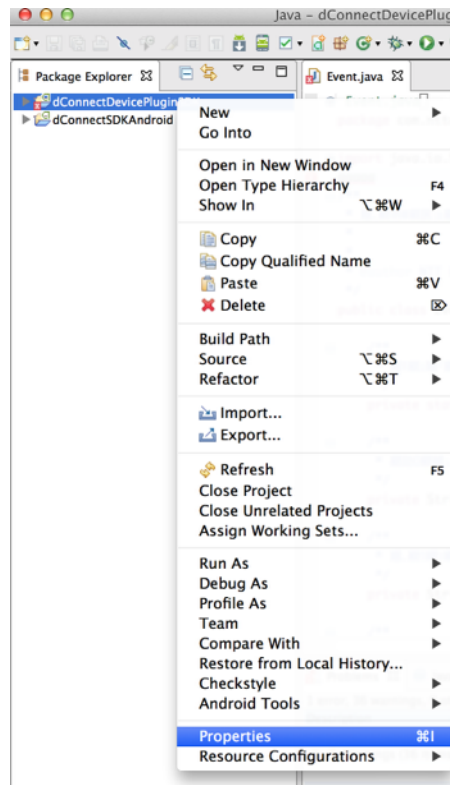 Java – dConnectDevicePlug
Package Explorer
Event.java
dConnectDevicePlugin
dConnectSDKAndroid
New
Go Into
Open in New Window
Open Type Hierarchy F4
Show In ⌥⌘W
Copy ⌘C
Copy Qualified Name
Paste ⌘V
Delete ⌦
Build Path
Source ⌥⌘S
Refactor ⌥⌘T
Import...
Export...
Refresh F5
Close Project
Close Unrelated Projects
Assign Working Sets...
Run As
Debug As
Profile As
Team
Compare With
Restore from Local History...
Checkstyle
Android Tools
Properties ⌘I
Resource Configurations